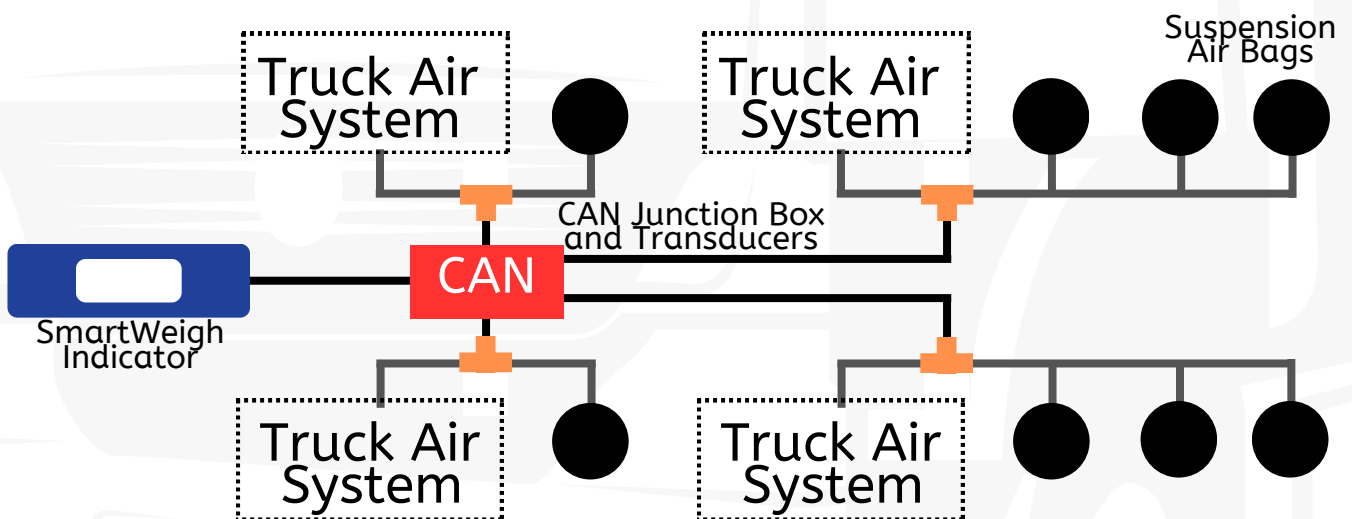 Suspension
Air Bags
Truck Air
System
Truck Air
System
CAN Junction Box
and Transducers
CAN
SmartWeigh
Indicator
Truck Air
System
Truck Air
System